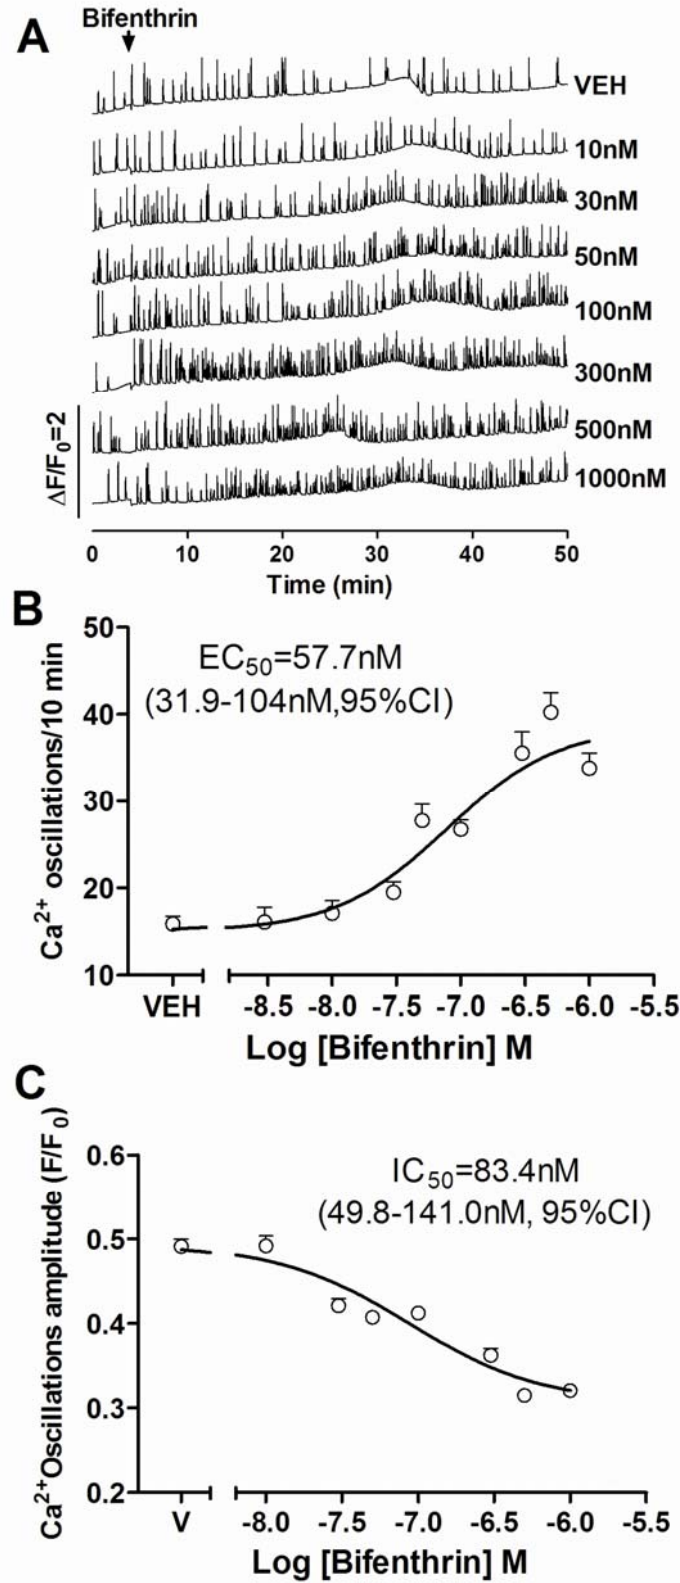 A
Bifenthrin
VEH
10nM
30nM
50nM
100nM
300nM
500nM
1000nM
ΔF/F₀=2
0 10 20 30 40 50
Time (min)
B
50
40
30
20
10
Ca²⁺ oscillations/10 min
EC₅₀=57.7nM
(31.9-104nM,95%CI)
VEH -8.5 -8.0 -7.5 -7.0 -6.5 -6.0 -5.5
Log [Bifenthrin] M
C
0.6
0.5
0.4
0.3
0.2
Ca²⁺Oscillations amplitude (F/F₀)
IC₅₀=83.4nM
(49.8-141.0nM, 95%CI)
V -8.0 -7.5 -7.0 -6.5 -6.0 -5.5
Log [Bifenthrin] M